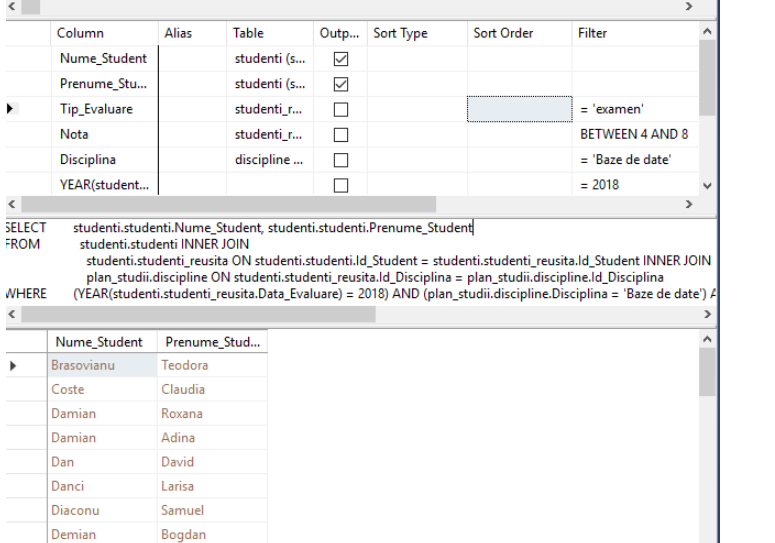 Column Alias Table Outp... Sort Type Sort Order Filter
Nume_Student studenti (s...
Prenume_Stu... studenti (s...
Tip_Evaluare studenti_r... = 'examen'
Nota studenti_r... BETWEEN 4 AND 8
Disciplina discipline ... = 'Baze de date'
YEAR(student... = 2018
SELECT studenti.studenti.Nume_Student, studenti.studenti.Prenume_Student
FROM studenti.studenti INNER JOIN
studenti.studenti_reusita ON studenti.studenti.Id_Student = studenti.studenti_reusita.Id_Student INNER JOIN
plan_studii.discipline ON studenti.studenti_reusita.Id_Disciplina = plan_studii.discipline.Id_Disciplina
WHERE (YEAR(studenti.studenti_reusita.Data_Evaluare) = 2018) AND (plan_studii.discipline.Disciplina = 'Baze de date') A
Nume_Student Prenume_Stud...
Brasovianu Teodora
Coste Claudia
Damian Roxana
Damian Adina
Dan David
Danci Larisa
Diaconu Samuel
Demian Bogdan